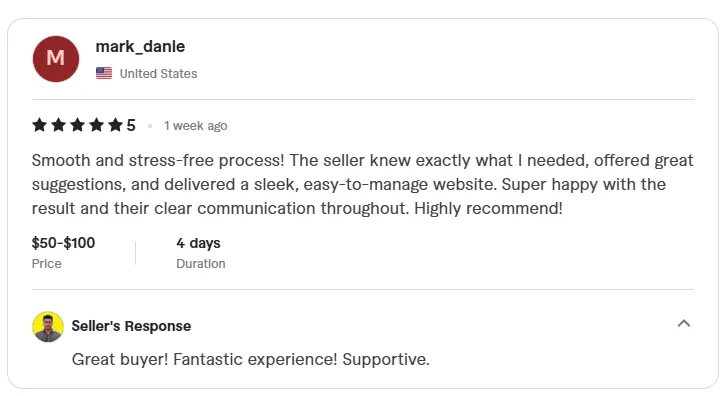 M
mark_danle
United States
5 • 1 week ago
Smooth and stress-free process! The seller knew exactly what I needed, offered great
suggestions, and delivered a sleek, easy-to-manage website. Super happy with the
result and their clear communication throughout. Highly recommend!
$50-$100 4 days
Price Duration
Seller's Response
Great buyer! Fantastic experience! Supportive.